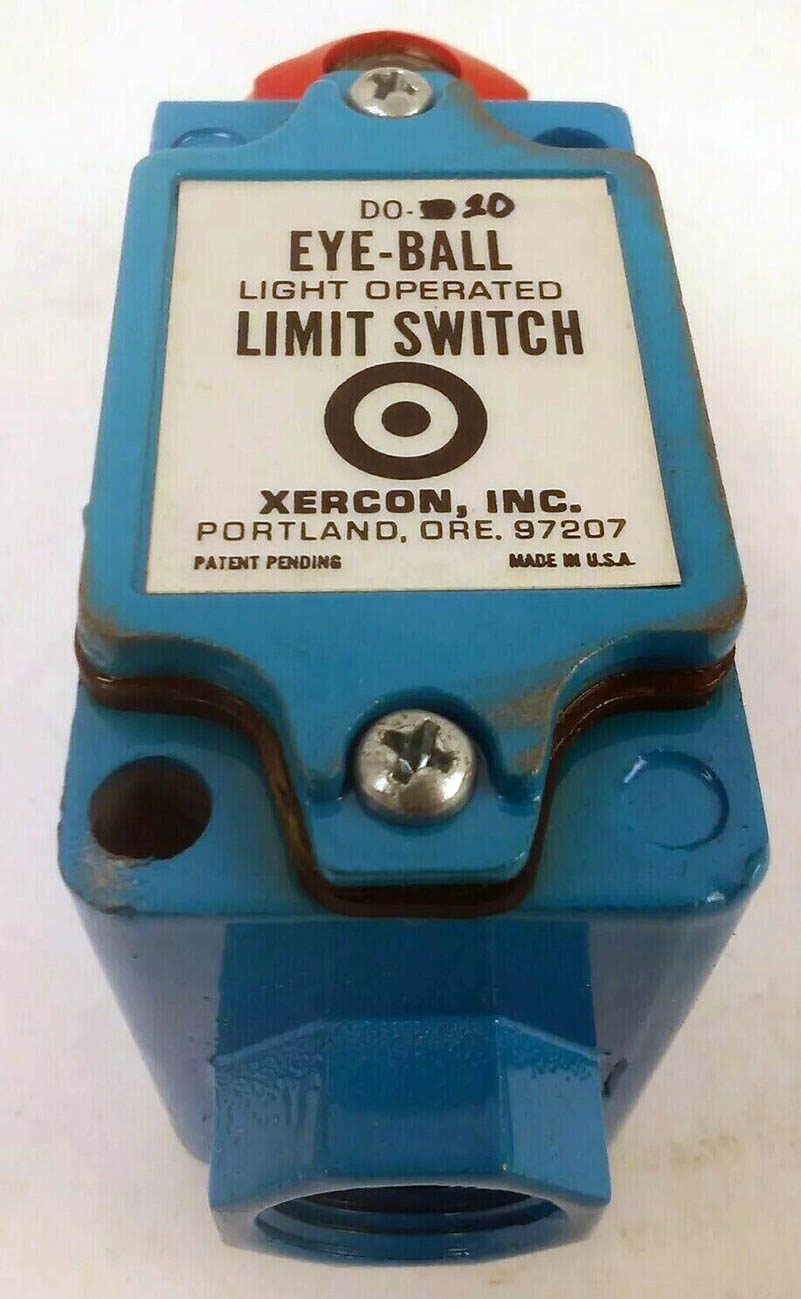 DO- 20
EYE-BALL
LIGHT OPERATED
LIMIT SWITCH
XERCON, INC.
PORTLAND, ORE. 97207
PATENT PENDING MADE IN U.S.A.